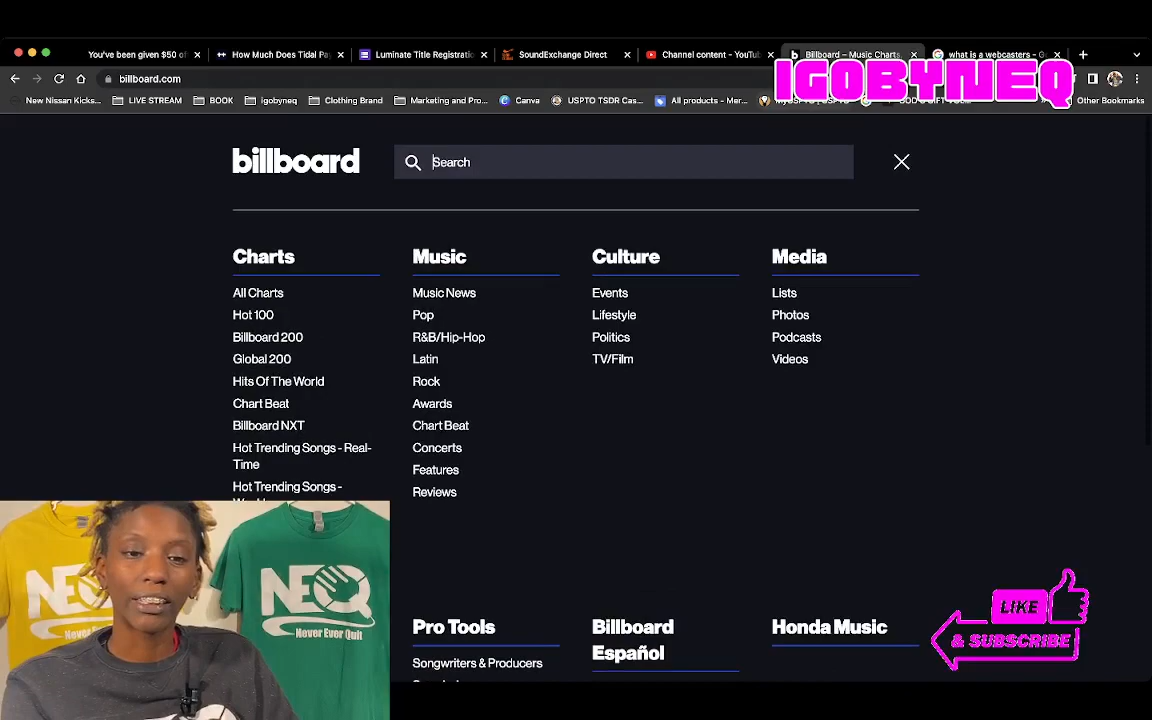 You've been given $50 of
How Much Does Tidal Pay
Luminate Title Registratio
SoundExchange Direct
Channel content - YouTube
Billboard – Music Charts
what is a webcasters - G
billboard.com
IGOBYNEQ
New Nissan Kicks...
LIVE STREAM
BOOK
igobyneq
Clothing Brand
Marketing and Pro...
Canva
USPTO TSDR Cas...
All products - Mer...
Other Bookmarks
billboard
Search
Charts
All Charts
Hot 100
Billboard 200
Global 200
Hits Of The World
Chart Beat
Billboard NXT
Hot Trending Songs - Real-
Time
Hot Trending Songs -
Music
Music News
Pop
R&B/Hip-Hop
Latin
Rock
Awards
Chart Beat
Concerts
Features
Reviews
Culture
Events
Lifestyle
Politics
TV/Film
Media
Lists
Photos
Podcasts
Videos
Pro Tools
Songwriters & Producers
Billboard
Español
Honda Music
NEQ
Never
NEQ
Never Ever Quit
LIKE
& SUBSCRIBE